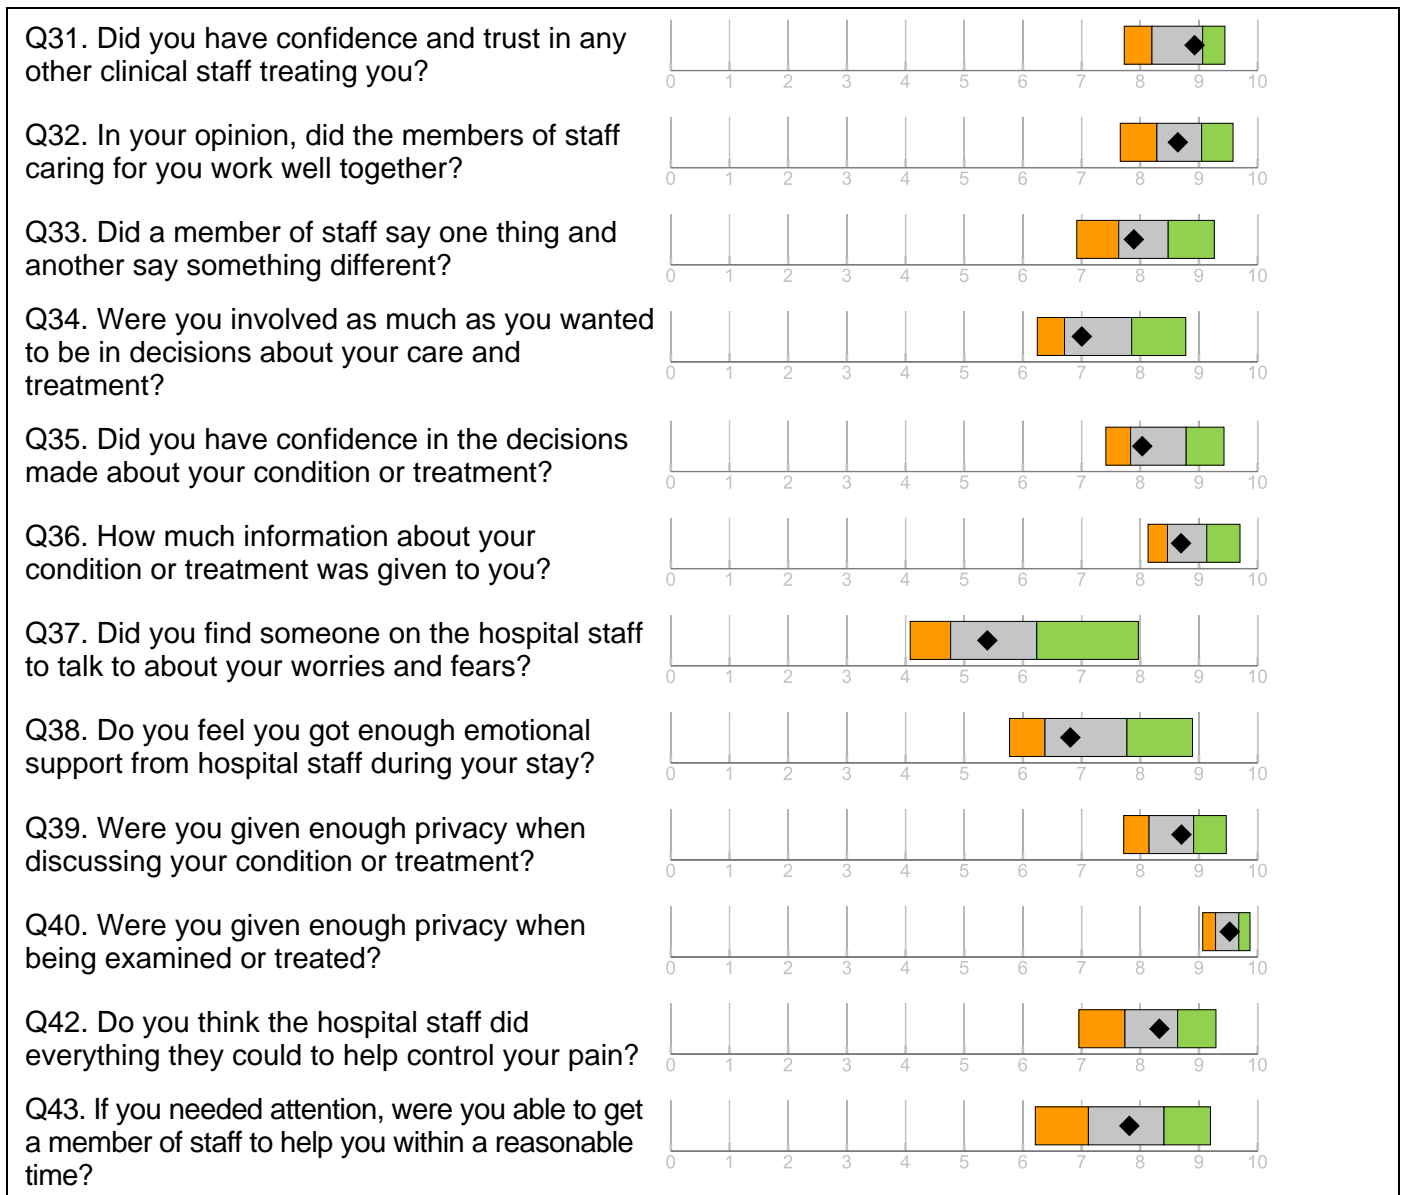 Q31. Did you have confidence and trust in any
other clinical staff treating you?
0 1 2 3 4 5 6 7 8 9 10
Q32. In your opinion, did the members of staff
caring for you work well together?
0 1 2 3 4 5 6 7 8 9 10
Q33. Did a member of staff say one thing and
another say something different?
0 1 2 3 4 5 6 7 8 9 10
Q34. Were you involved as much as you wanted
to be in decisions about your care and
treatment?
0 1 2 3 4 5 6 7 8 9 10
Q35. Did you have confidence in the decisions
made about your condition or treatment?
0 1 2 3 4 5 6 7 8 9 10
Q36. How much information about your
condition or treatment was given to you?
0 1 2 3 4 5 6 7 8 9 10
Q37. Did you find someone on the hospital staff
to talk to about your worries and fears?
0 1 2 3 4 5 6 7 8 9 10
Q38. Do you feel you got enough emotional
support from hospital staff during your stay?
0 1 2 3 4 5 6 7 8 9 10
Q39. Were you given enough privacy when
discussing your condition or treatment?
0 1 2 3 4 5 6 7 8 9 10
Q40. Were you given enough privacy when
being examined or treated?
0 1 2 3 4 5 6 7 8 9 10
Q42. Do you think the hospital staff did
everything they could to help control your pain?
0 1 2 3 4 5 6 7 8 9 10
Q43. If you needed attention, were you able to get
a member of staff to help you within a reasonable
time?
0 1 2 3 4 5 6 7 8 9 10